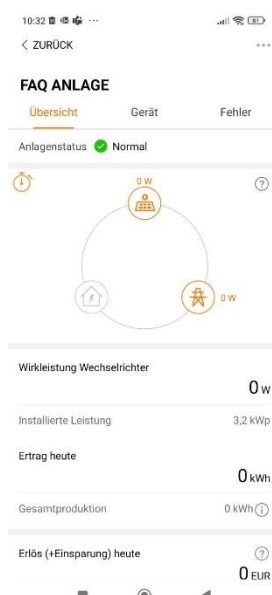 10:32
< ZURÜCK
FAQ ANLAGE
Übersicht Gerät Fehler
Anlagenstatus Normal
0 W
0 W
Wirkleistung Wechselrichter
0 W
Installierte Leistung 3,2 kWp
Ertrag heute
0 kWh
Gesamtproduktion 0 kWh
Erlös (+Einsparung) heute
0 EUR